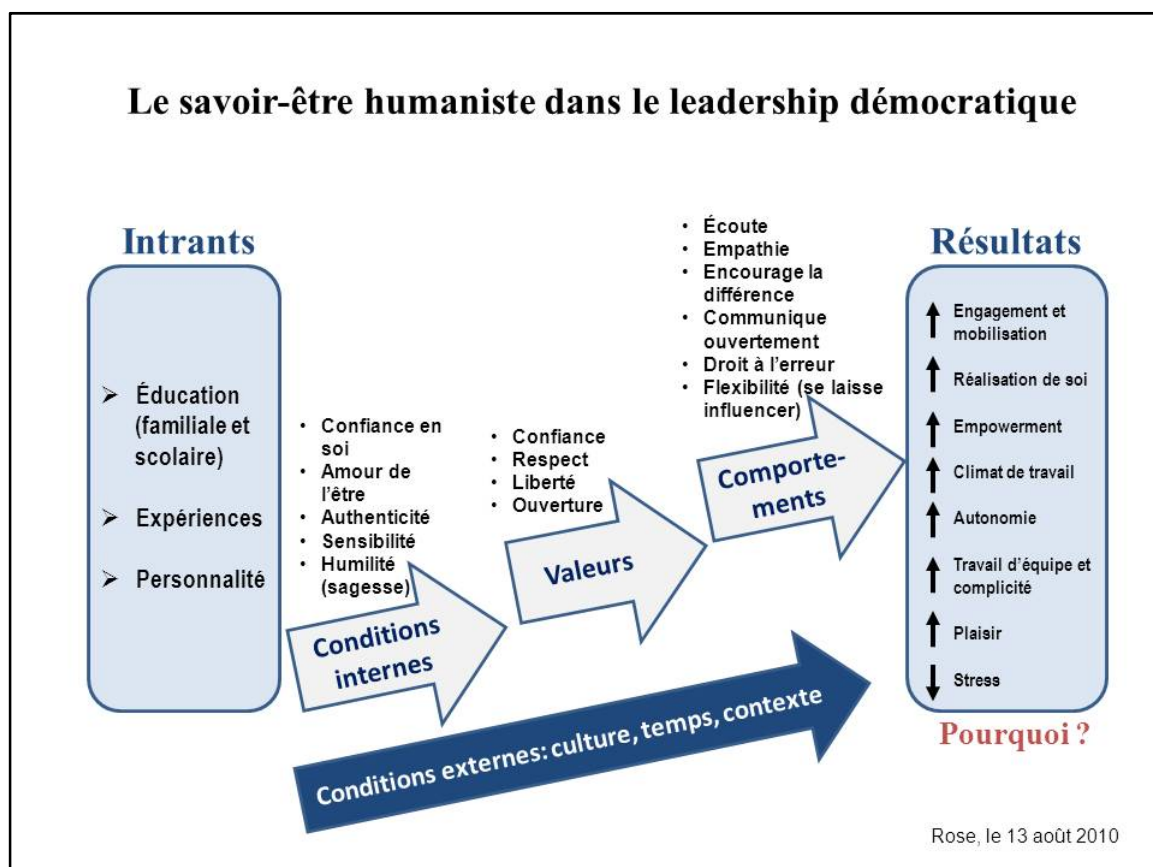 Le savoir-être humaniste dans le leadership démocratique
Intrants
➢ Éducation
(familiale et
scolaire)
➢ Expériences
➢ Personnalité
• Confiance en
soi
• Amour de
l'être
• Authenticité
• Sensibilité
• Humilité
(sagesse)
Conditions
internes
• Confiance
• Respect
• Liberté
• Ouverture
Valeurs
• Écoute
• Empathie
• Encourage la
différence
• Communique
ouvertement
• Droit à l'erreur
• Flexibilité (se laisse
influencer)
Comporte-
ments
Conditions externes: culture, temps, contexte
Résultats
Engagement et
mobilisation
Réalisation de soi
Empowerment
Climat de travail
Autonomie
Travail d'équipe et
complicité
Plaisir
Stress
Pourquoi ?
Rose, le 13 août 2010